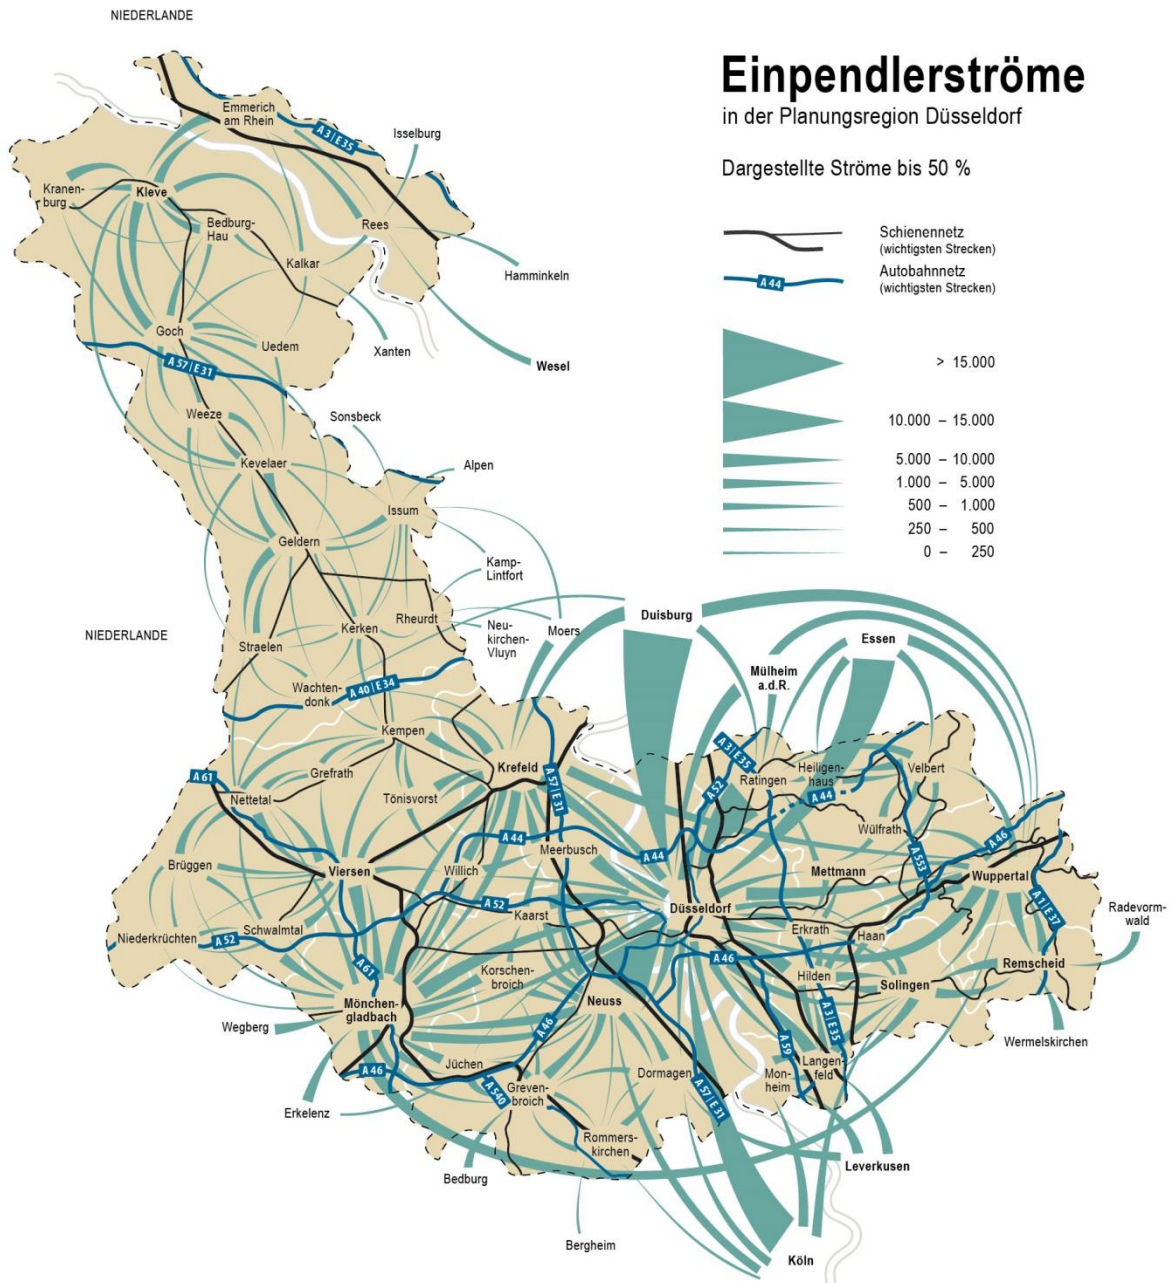 NIEDERLANDE
Einpendlerströme
in der Planungsregion Düsseldorf
Dargestellte Ströme bis 50 %
Schienennetz
(wichtigsten Strecken)
A 44
Autobahnnetz
(wichtigsten Strecken)
> 15.000
10.000 – 15.000
5.000 – 10.000
1.000 – 5.000
500 – 1.000
250 – 500
0 – 250
Emmerich
am Rhein
A3|E35
Isselburg
Kranen-
burg
Kleve
Bedburg-
Hau
Rees
Kalkar
Hamminkeln
Goch
Uedem
Xanten
Wesel
A 57|E 31
Weeze
Sonsbeck
Kevelaer
Alpen
Issum
Geldern
Kamp-
Lintfort
NIEDERLANDE
Straelen
Kerken
Rheurdt
Neu-
kirchen-
Vluyn
Moers
Duisburg
Essen
Mülheim
a.d.R.
Wachten-
donk
A 40|E 34
Kempen
A 61
Grefrath
Krefeld
A 57|E 31
A3|E35
A 52
Ratingen
Heiligen-
haus
Velbert
Nettetal
Tönisvorst
A 44
Wülfrath
A 44
Meerbusch
A 44
A 46
Brüggen
Viersen
Willich
Mettmann
A 553
Wuppertal
A 52
Kaarst
Düsseldorf
A 1|E 37
Radevorm-
wald
Niederkrüchten
A 52
Schwalmtal
Erkrath
Haan
A 61
Korschen-
broich
A 46
Hilden
Remscheid
Mönchen-
gladbach
Neuss
Solingen
Wegberg
A 46
A3|E35
Wermelskirchen
A 59
Jüchen
A 46
A 540
Greven-
broich
Dormagen
A 57|E 31
Mon-
heim
Langen-
feld
Erkelenz
Rommers-
kirchen
Leverkusen
Bedburg
Bergheim
Köln